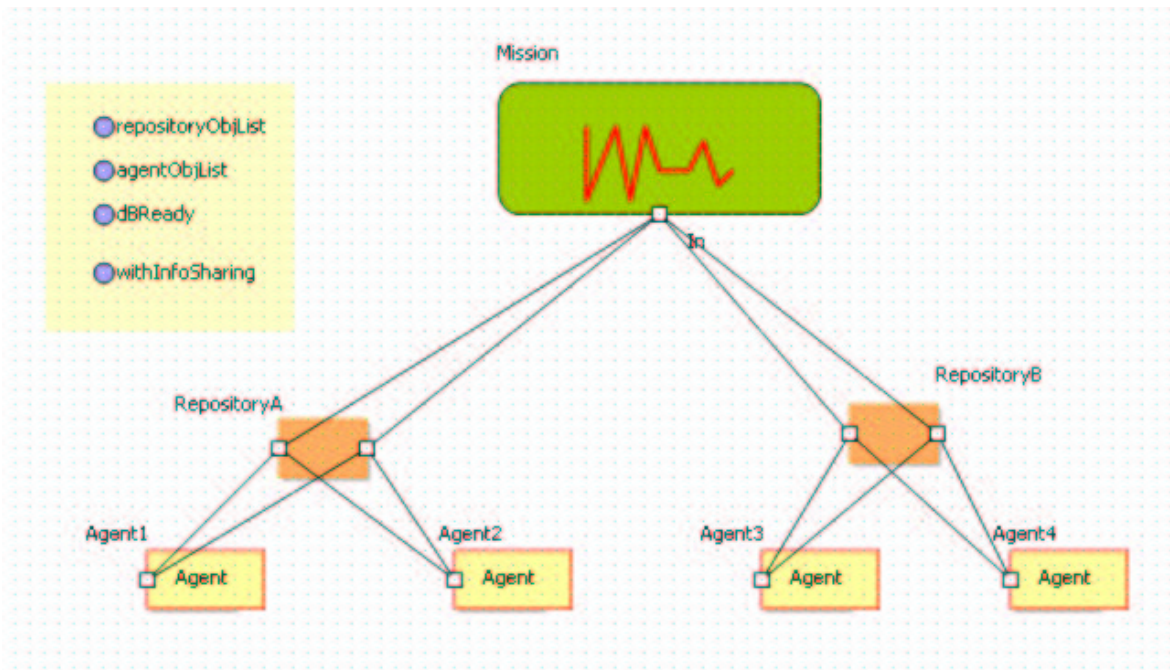 Mission
repositoryObjList
agentObjList
dBReady
withInfoSharing
In
RepositoryA
RepositoryB
Agent1
Agent2
Agent3
Agent4
Agent
Agent
Agent
Agent